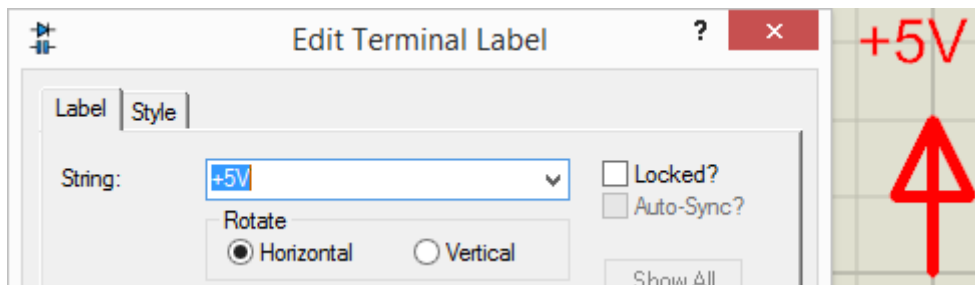 Edit Terminal Label ?
+5V
Label Style
String: +5V Locked?
Auto-Sync?
Rotate
Horizontal Vertical
Show All